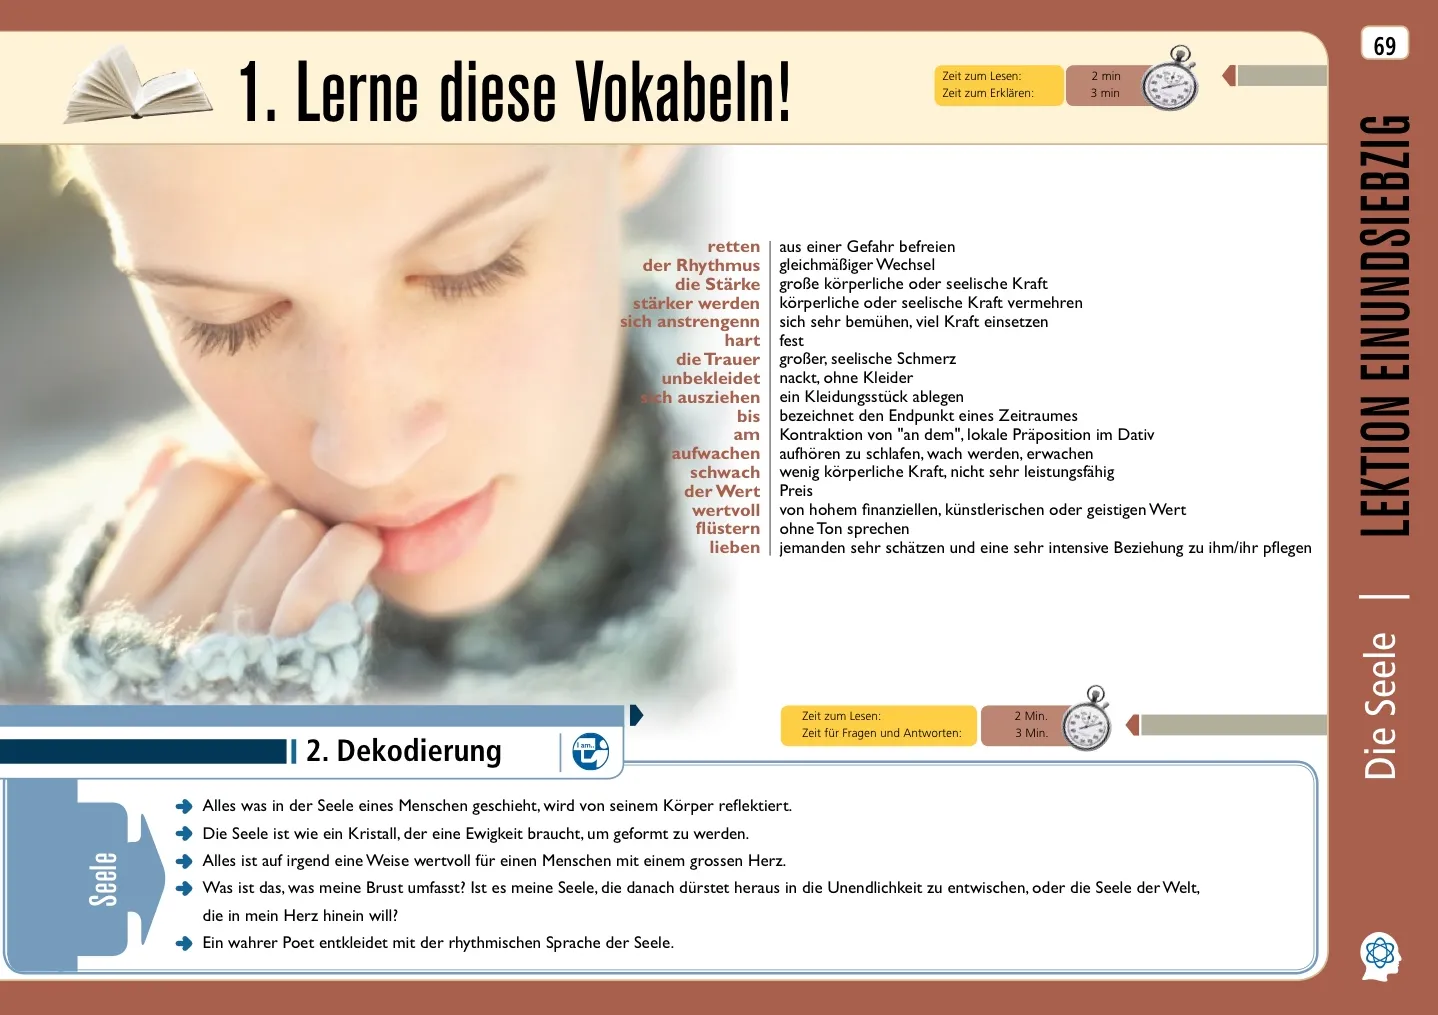 69
1. Lerne diese Vokabeln!
Zeit zum Lesen: 2 min
Zeit zum Erklären: 3 min
LEKTION EINUNDSIEBZIG
Die Seele
retten aus einer Gefahr befreien
der Rhythmus gleichmäßiger Wechsel
die Stärke große körperliche oder seelische Kraft
stärker werden körperliche oder seelische Kraft vermehren
sich anstrengenn sich sehr bemühen, viel Kraft einsetzen
hart fest
die Trauer großer, seelische Schmerz
unbekleidet nackt, ohne Kleider
sich ausziehen ein Kleidungsstück ablegen
bis bezeichnet den Endpunkt eines Zeitraumes
am Kontraktion von "an dem", lokale Präposition im Dativ
aufwachen aufhören zu schlafen, wach werden, erwachen
schwach wenig körperliche Kraft, nicht sehr leistungsfähig
der Wert Preis
wertvoll von hohem finanziellen, künstlerischen oder geistigen Wert
flüstern ohne Ton sprechen
lieben jemanden sehr schätzen und eine sehr intensive Beziehung zu ihm/ihr pflegen
Zeit zum Lesen: 2 Min.
Zeit für Fragen und Antworten: 3 Min.
2. Dekodierung
I am..
Seele
Alles was in der Seele eines Menschen geschieht, wird von seinem Körper reflektiert.
Die Seele ist wie ein Kristall, der eine Ewigkeit braucht, um geformt zu werden.
Alles ist auf irgend eine Weise wertvoll für einen Menschen mit einem grossen Herz.
Was ist das, was meine Brust umfasst? Ist es meine Seele, die danach dürstet heraus in die Unendlichkeit zu entwischen, oder die Seele der Welt,
die in mein Herz hinein will?
Ein wahrer Poet entkleidet mit der rhythmischen Sprache der Seele.